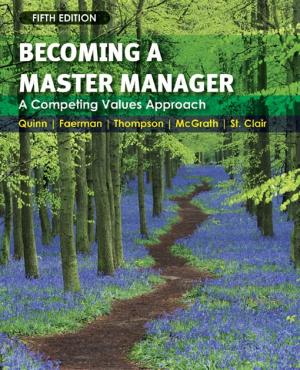 FIFTH EDITION
BECOMING A
MASTER MANAGER
A Competing Values Approach
Quinn | Faerman | Thompson | McGrath | St. Clair